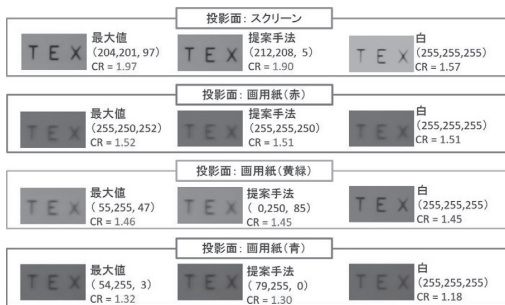 投影面：スクリーン
TEX
最大値
(204,201, 97)
CR = 1.97
TEX
提案手法
(212,208, 5)
CR = 1.90
TEX
白
(255,255,255)
CR = 1.57
投影面：画用紙(赤)
TEX
最大値
(255,250,252)
CR = 1.52
TEX
提案手法
(255,255,250)
CR = 1.51
TEX
白
(255,255,255)
CR = 1.51
投影面：画用紙(黄緑)
TEX
最大値
( 55,255, 47)
CR = 1.46
TEX
提案手法
( 0,250, 85)
CR = 1.45
TEX
白
(255,255,255)
CR = 1.45
投影面：画用紙(青)
TEX
最大値
( 54,255, 3)
CR = 1.32
TEX
提案手法
( 79,255, 0)
CR = 1.30
TEX
白
(255,255,255)
CR = 1.18